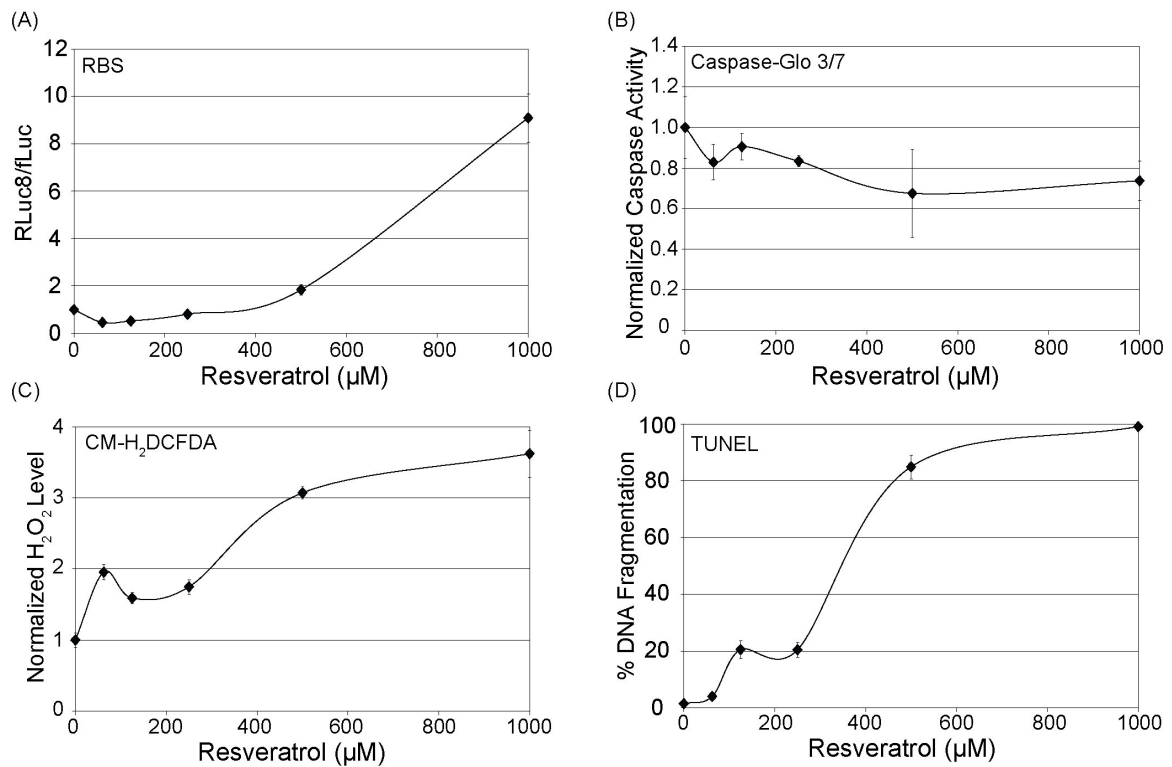 (A)
RBS
RLuc8/fLuc
12
10
8
6
4
2
0
0 200 400 600 800 1000
Resveratrol (µM)
(B)
Caspase-Glo 3/7
Normalized Caspase Activity
1.4
1.2
1.0
0.8
0.6
0.4
0.2
0
0 200 400 600 800 1000
Resveratrol (µM)
(C)
CM-H₂DCFDA
Normalized H₂O₂ Level
4
3
2
1
0
0 200 400 600 800 1000
Resveratrol (µM)
(D)
TUNEL
% DNA Fragmentation
100
80
60
40
20
0
0 200 400 600 800 1000
Resveratrol (µM)